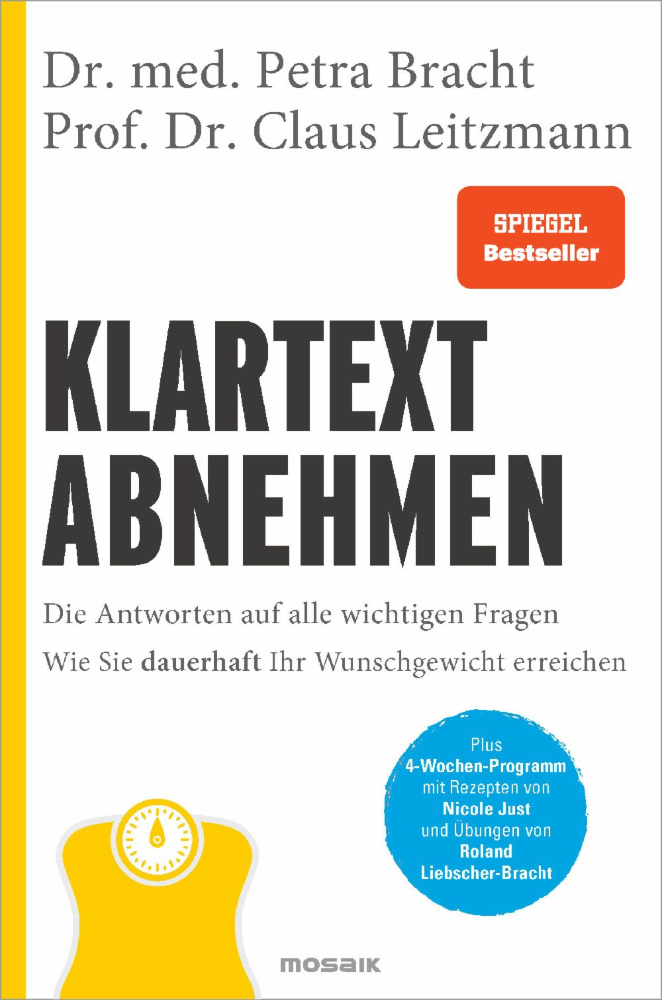 Dr. med. Petra Bracht
Prof. Dr. Claus Leitzmann
SPIEGEL
Bestseller
KLARTEXT
ABNEHMEN
Die Antworten auf alle wichtigen Fragen
Wie Sie dauerhaft Ihr Wunschgewicht erreichen
Plus
4-Wochen-Programm
mit Rezepten von
Nicole Just
und Übungen von
Roland
Liebscher-Bracht
mosaik